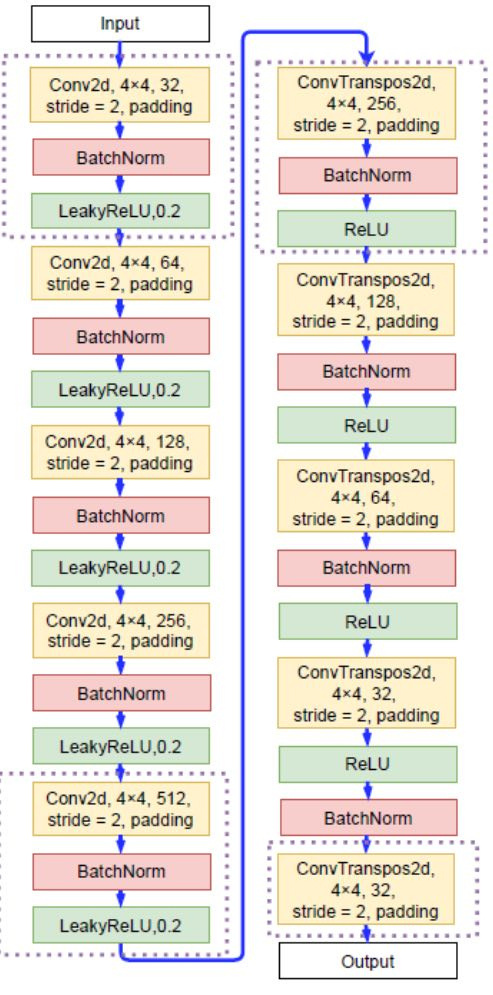 Input
Conv2d, 4×4, 32,
stride = 2, padding
BatchNorm
LeakyReLU,0.2
Conv2d, 4×4, 64,
stride = 2, padding
BatchNorm
LeakyReLU,0.2
Conv2d, 4×4, 128,
stride = 2, padding
BatchNorm
LeakyReLU,0.2
Conv2d, 4×4, 256,
stride = 2, padding
BatchNorm
LeakyReLU,0.2
Conv2d, 4×4, 512,
stride = 2, padding
BatchNorm
LeakyReLU,0.2
ConvTranspos2d,
4×4, 256,
stride = 2, padding
BatchNorm
ReLU
ConvTranspos2d,
4×4, 128,
stride = 2, padding
BatchNorm
ReLU
ConvTranspos2d,
4×4, 64,
stride = 2, padding
BatchNorm
ReLU
ConvTranspos2d,
4×4, 32,
stride = 2, padding
ReLU
BatchNorm
ConvTranspos2d,
4×4, 32,
stride = 2, padding
Output